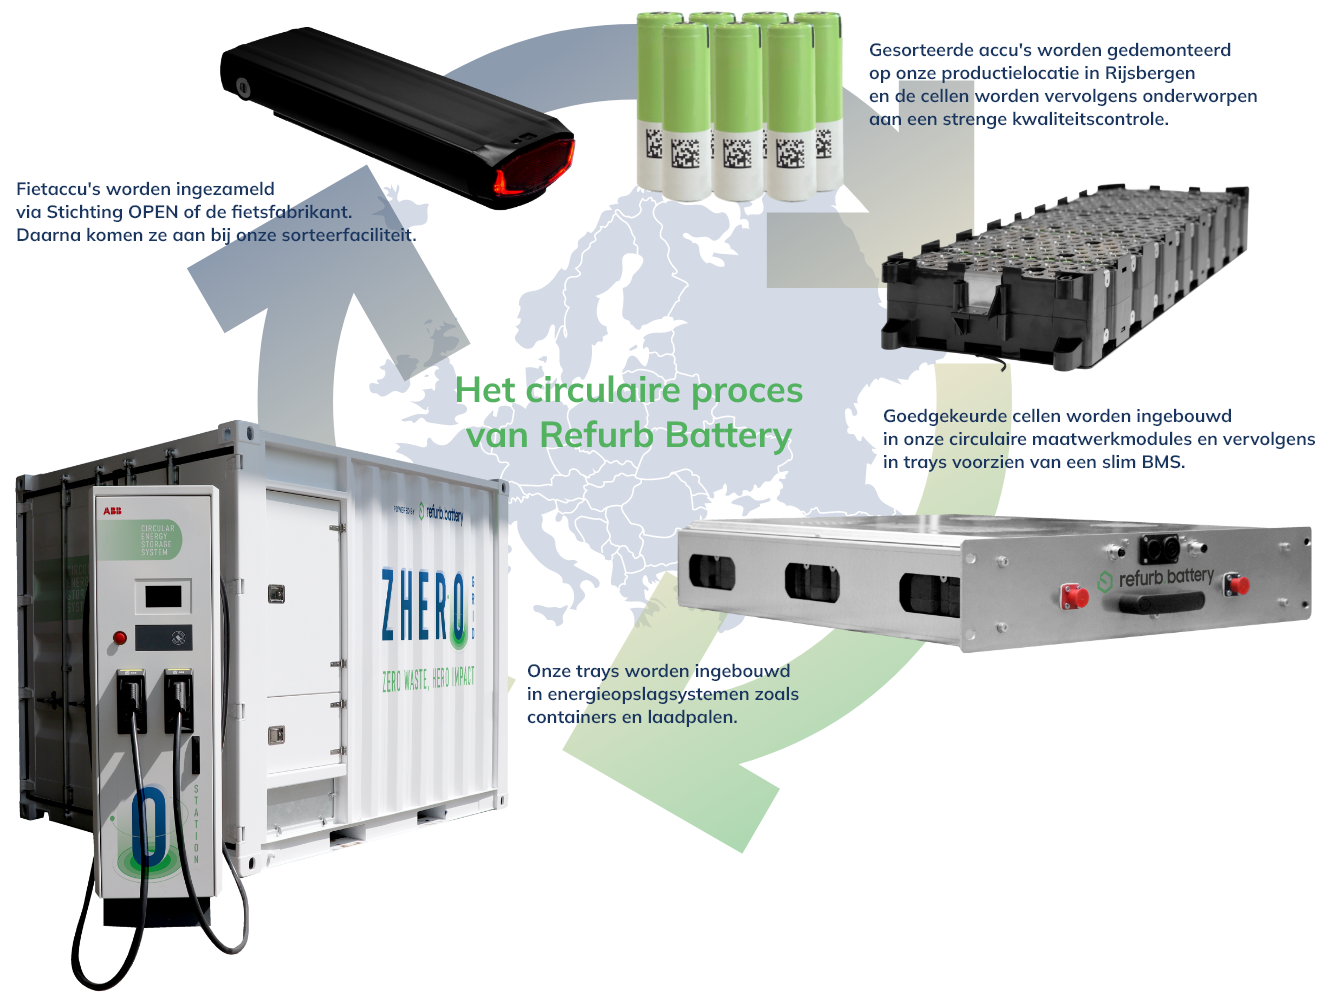 Gesorteerde accu's worden gedemonteerd
op onze productielocatie in Rijsbergen
en de cellen worden vervolgens onderworpen
aan een strenge kwaliteitscontrole.
Fietaccu's worden ingezameld
via Stichting OPEN of de fietsfabrikant.
Daarna komen ze aan bij onze sorteerfaciliteit.
Het circulaire proces
van Refurb Battery
Goedgekeurde cellen worden ingebouwd
in onze circulaire maatwerkmodules en vervolgens
in trays voorzien van een slim BMS.
refurb battery
Onze trays worden ingebouwd
in energieopslagsystemen zoals
containers en laadpalen.
POWERED BY refurb battery
ZHERO
GRID
ZERO WASTE, HERO IMPACT
ABB
CIRCULAR
ENERGY
STORAGE
SYSTEM
0
STATION